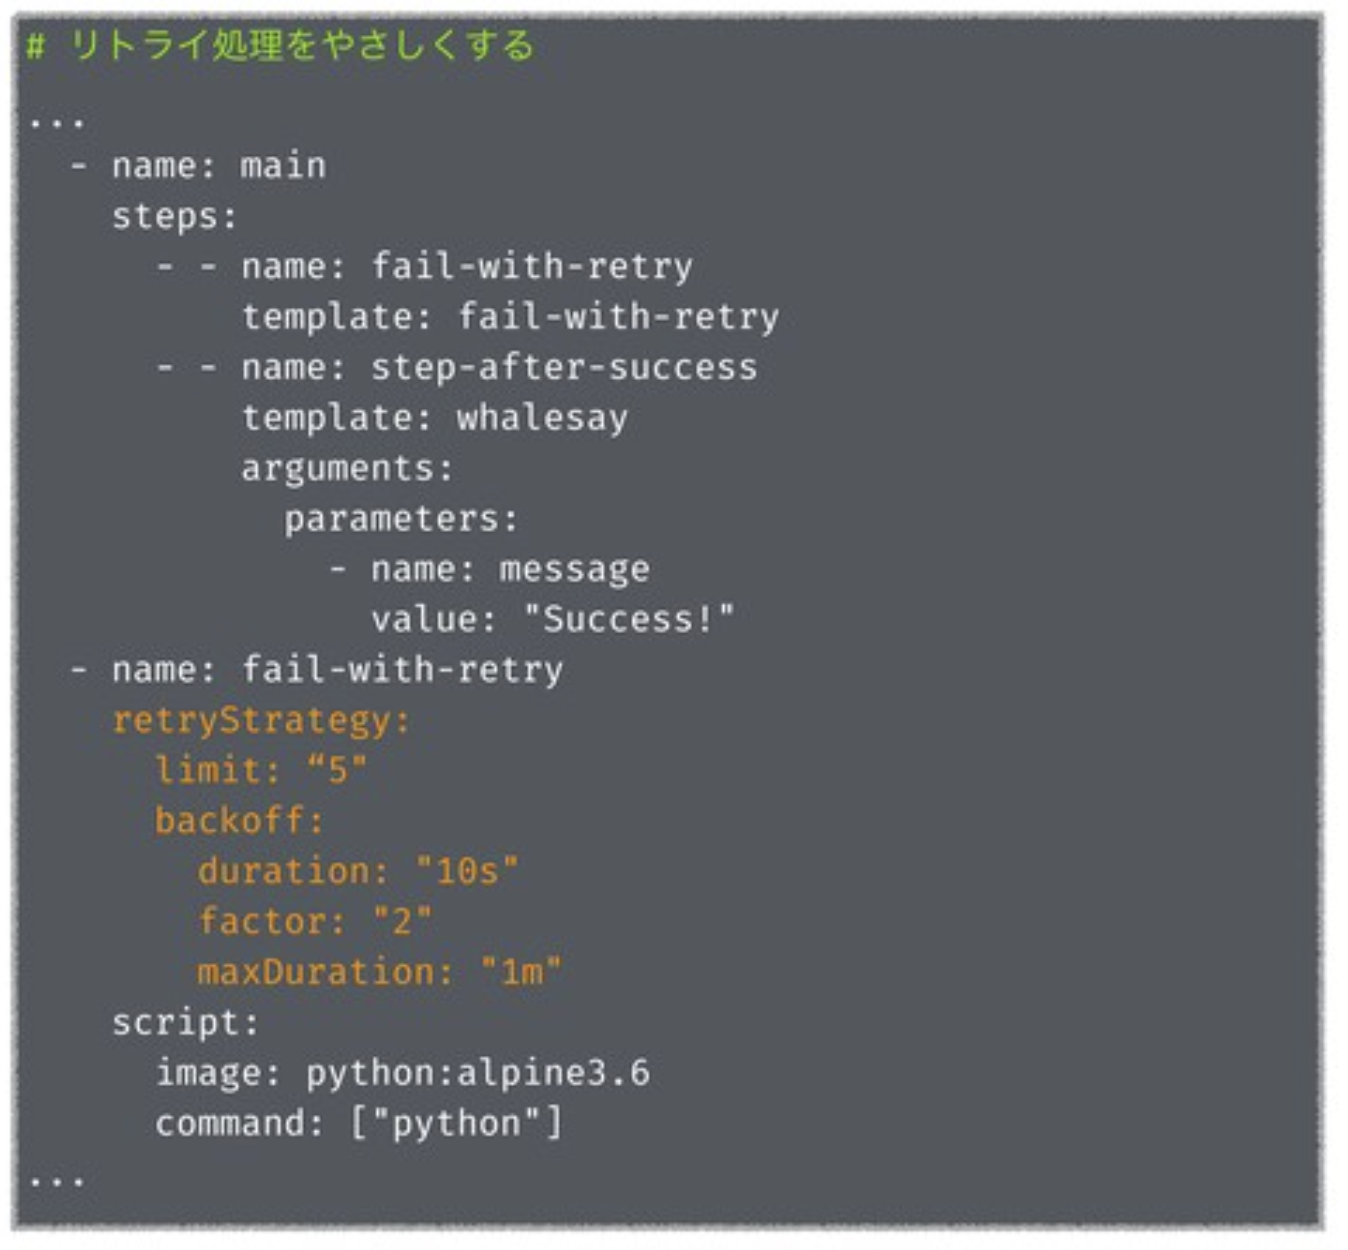 # リトライ処理をやさしくする
...
  - name: main
    steps:
      - - name: fail-with-retry
          template: fail-with-retry
      - - name: step-after-success
          template: whalesay
          arguments:
            parameters:
              - name: message
                value: "Success!"
  - name: fail-with-retry
    retryStrategy:
      limit: “5"
      backoff:
        duration: "10s"
        factor: "2"
        maxDuration: "1m"
    script:
      image: python:alpine3.6
      command: ["python"]
...